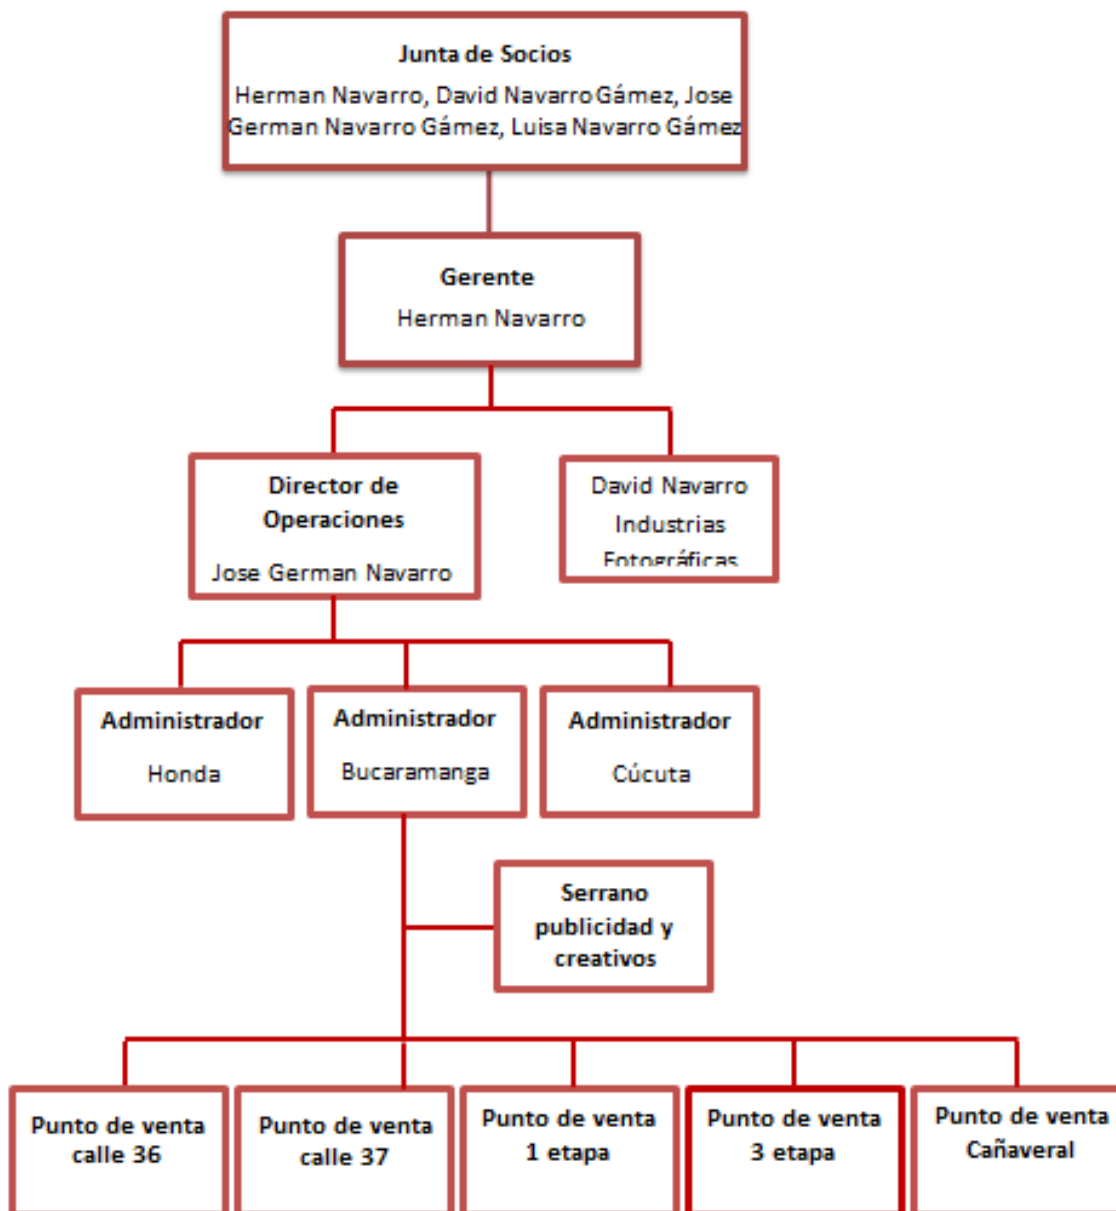 Junta de Socios
Herman Navarro, David Navarro Gámez, Jose
German Navarro Gámez, Luisa Navarro Gámez
Gerente
Herman Navarro
Director de
Operaciones
Jose German Navarro
David Navarro
Industrias
Fotográficas
Administrador
Honda
Administrador
Bucaramanga
Administrador
Cúcuta
Serrano
publicidad y
creativos
Punto de venta
calle 36
Punto de venta
calle 37
Punto de venta
1 etapa
Punto de venta
3 etapa
Punto de venta
Cañaveral